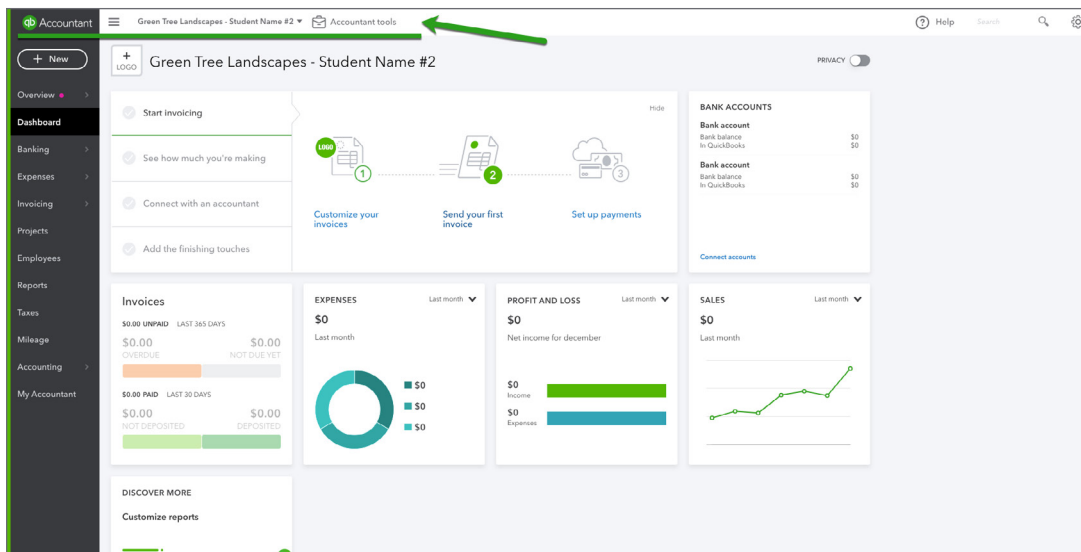 qb Accountant
Green Tree Landscapes - Student Name #2
Accountant tools
Help
Search
+ New
Overview
Dashboard
Banking
Expenses
Invoicing
Projects
Employees
Reports
Taxes
Mileage
Accounting
My Accountant
+
LOGO
Green Tree Landscapes - Student Name #2
PRIVACY
Start invoicing
See how much you're making
Connect with an accountant
Add the finishing touches
Hide
LOGO
1
2
3
Customize your
invoices
Send your first
invoice
Set up payments
BANK ACCOUNTS
Bank account
Bank balance $0
In QuickBooks $0
Bank account
Bank balance $0
In QuickBooks $0
Connect accounts
Invoices
$0.00 UNPAID LAST 365 DAYS
$0.00 $0.00
OVERDUE NOT DUE YET
$0.00 PAID LAST 30 DAYS
$0.00 $0.00
NOT DEPOSITED DEPOSITED
EXPENSES Last month
$0
Last month
$0
$0
$0
PROFIT AND LOSS Last month
$0
Net income for december
$0
Income
$0
Expenses
SALES Last month
$0
Last month
DISCOVER MORE
Customize reports